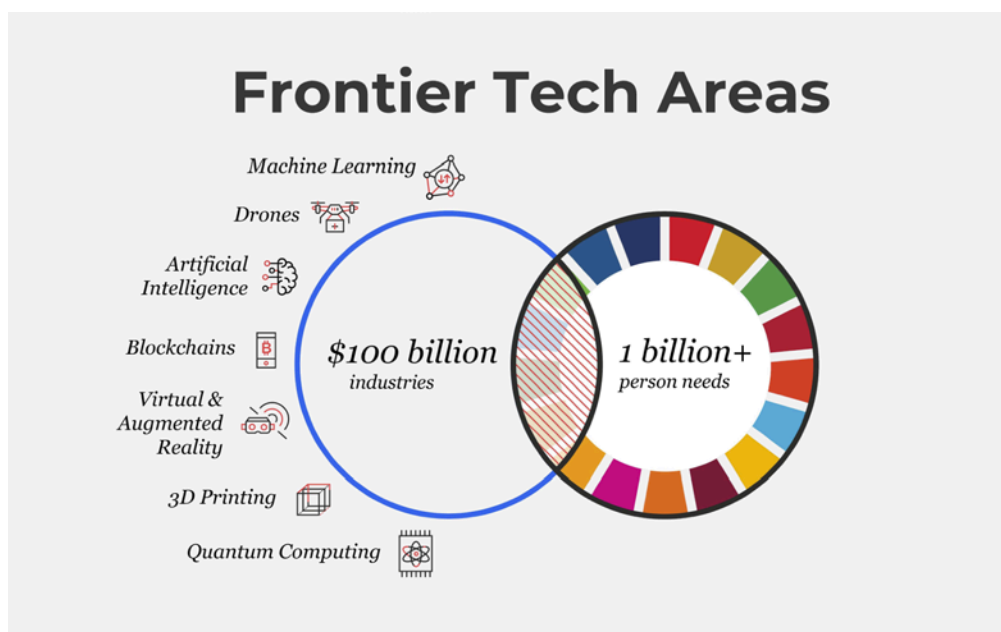 Frontier Tech Areas
Machine Learning
Drones
Artificial
Intelligence
Blockchains
Virtual &
Augmented
Reality
3D Printing
Quantum Computing
$100 billion
industries
1 billion+
person needs